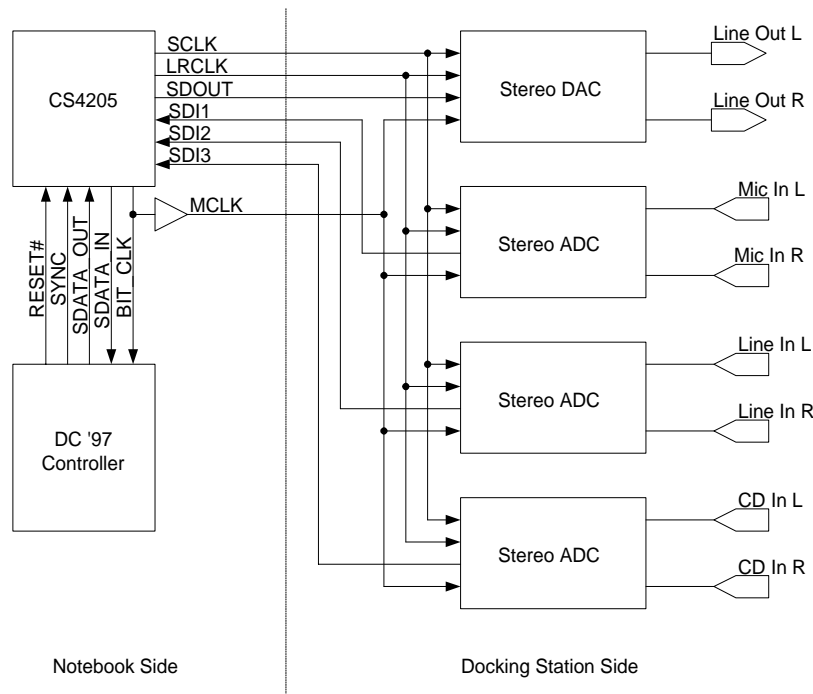 CS4205
SCLK
LRCLK
SDOUT
SDI1
SDI2
SDI3
MCLK
RESET#
SYNC
SDATA_OUT
SDATA_IN
BIT_CLK
DC '97
Controller
Stereo DAC
Line Out L
Line Out R
Stereo ADC
Mic In L
Mic In R
Stereo ADC
Line In L
Line In R
Stereo ADC
CD In L
CD In R
Notebook Side
Docking Station Side